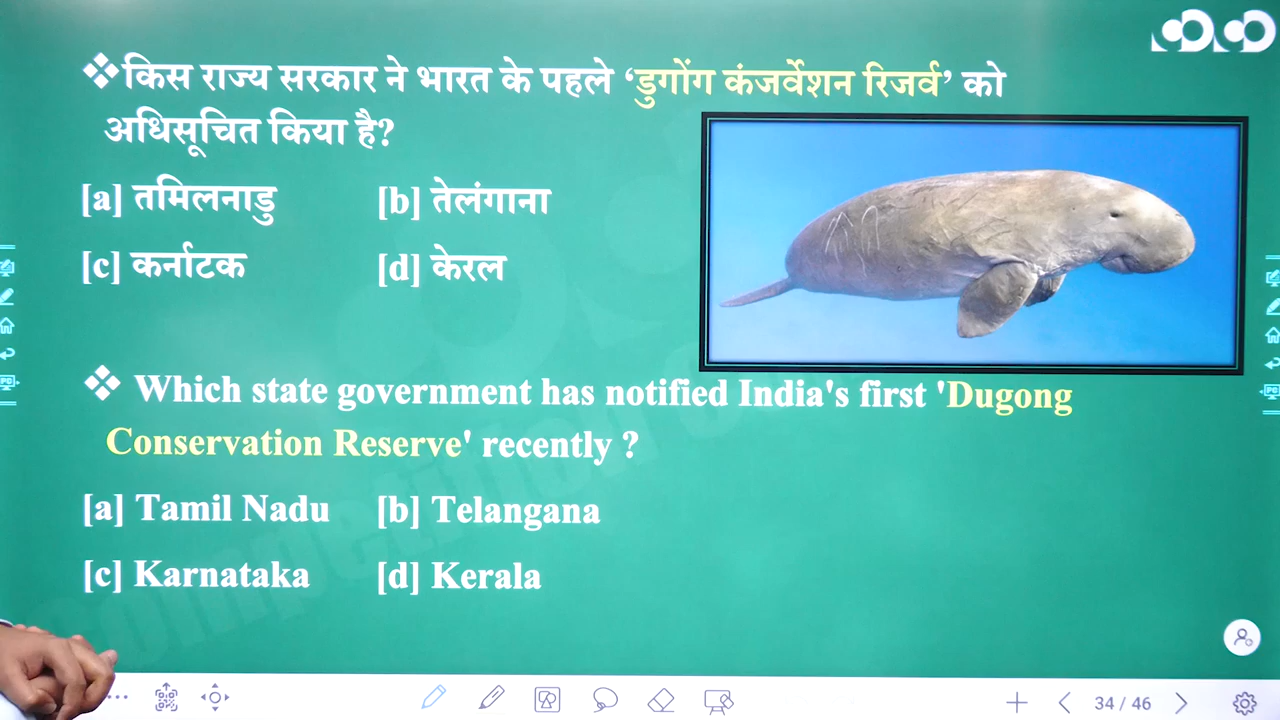 ❖किस राज्य सरकार ने भारत के पहले ‘डुगोंग कंजर्वेशन रिजर्व’ को
अधिसूचित किया है?
[a] तमिलनाडु [b] तेलंगाना
[c] कर्नाटक [d] केरल
❖ Which state government has notified India's first 'Dugong
Conservation Reserve' recently ?
[a] Tamil Nadu [b] Telangana
[c] Karnataka [d] Kerala
34 / 46